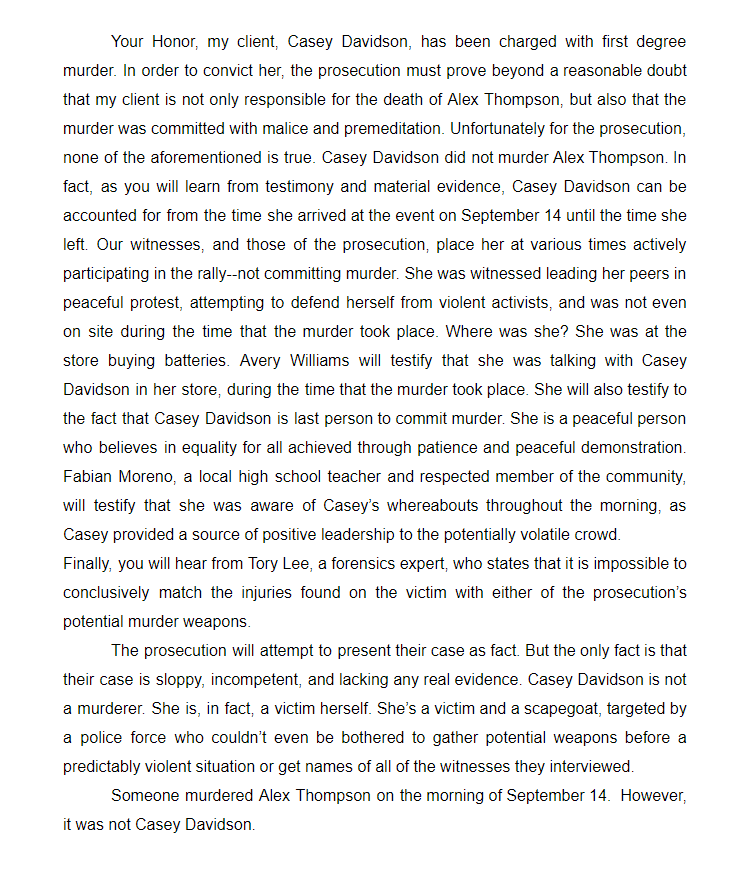 Your Honor, my client, Casey Davidson, has been charged with first degree
murder. In order to convict her, the prosecution must prove beyond a reasonable doubt
that my client is not only responsible for the death of Alex Thompson, but also that the
murder was committed with malice and premeditation. Unfortunately for the prosecution,
none of the aforementioned is true. Casey Davidson did not murder Alex Thompson. In
fact, as you will learn from testimony and material evidence, Casey Davidson can be
accounted for from the time she arrived at the event on September 14 until the time she
left. Our witnesses, and those of the prosecution, place her at various times actively
participating in the rally--not committing murder. She was witnessed leading her peers in
peaceful protest, attempting to defend herself from violent activists, and was not even
on site during the time that the murder took place. Where was she? She was at the
store buying batteries. Avery Williams will testify that she was talking with Casey
Davidson in her store, during the time that the murder took place. She will also testify to
the fact that Casey Davidson is last person to commit murder. She is a peaceful person
who believes in equality for all achieved through patience and peaceful demonstration.
Fabian Moreno, a local high school teacher and respected member of the community,
will testify that she was aware of Casey’s whereabouts throughout the morning, as
Casey provided a source of positive leadership to the potentially volatile crowd.
Finally, you will hear from Tory Lee, a forensics expert, who states that it is impossible to
conclusively match the injuries found on the victim with either of the prosecution’s
potential murder weapons.
The prosecution will attempt to present their case as fact. But the only fact is that
their case is sloppy, incompetent, and lacking any real evidence. Casey Davidson is not
a murderer. She is, in fact, a victim herself. She’s a victim and a scapegoat, targeted by
a police force who couldn’t even be bothered to gather potential weapons before a
predictably violent situation or get names of all of the witnesses they interviewed.
Someone murdered Alex Thompson on the morning of September 14. However,
it was not Casey Davidson.